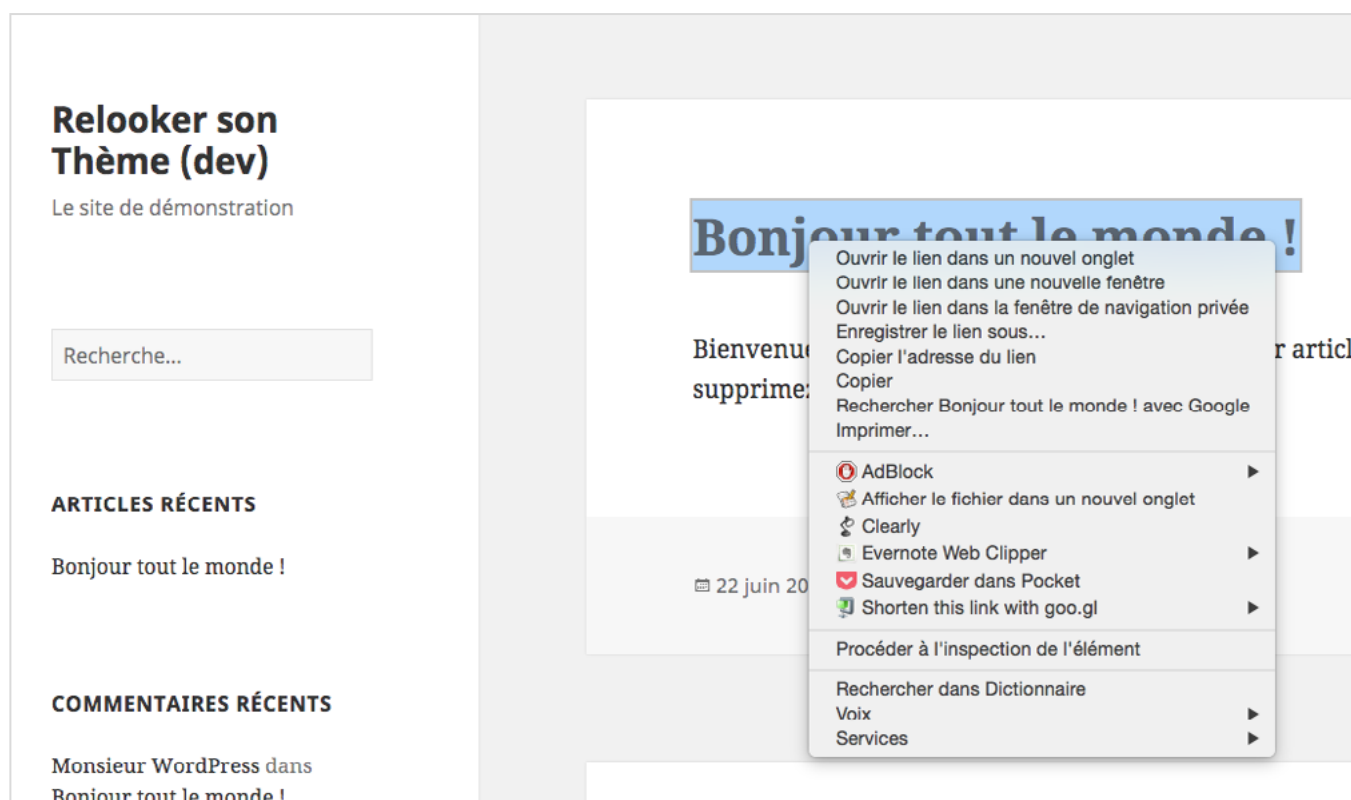 Relooker son
Thème (dev)
Le site de démonstration
Recherche...
ARTICLES RÉCENTS
Bonjour tout le monde !
COMMENTAIRES RÉCENTS
Monsieur WordPress dans
Bonjour tout le monde !
Bonjour tout le monde !
Bienvenue
supprimez
22 juin 20
Ouvrir le lien dans un nouvel onglet
Ouvrir le lien dans une nouvelle fenêtre
Ouvrir le lien dans la fenêtre de navigation privée
Enregistrer le lien sous...
Copier l'adresse du lien
Copier
Rechercher Bonjour tout le monde ! avec Google
Imprimer...
AdBlock
Afficher le fichier dans un nouvel onglet
Clearly
Evernote Web Clipper
Sauvegarder dans Pocket
Shorten this link with goo.gl
Procéder à l'inspection de l'élément
Rechercher dans Dictionnaire
Voix
Services